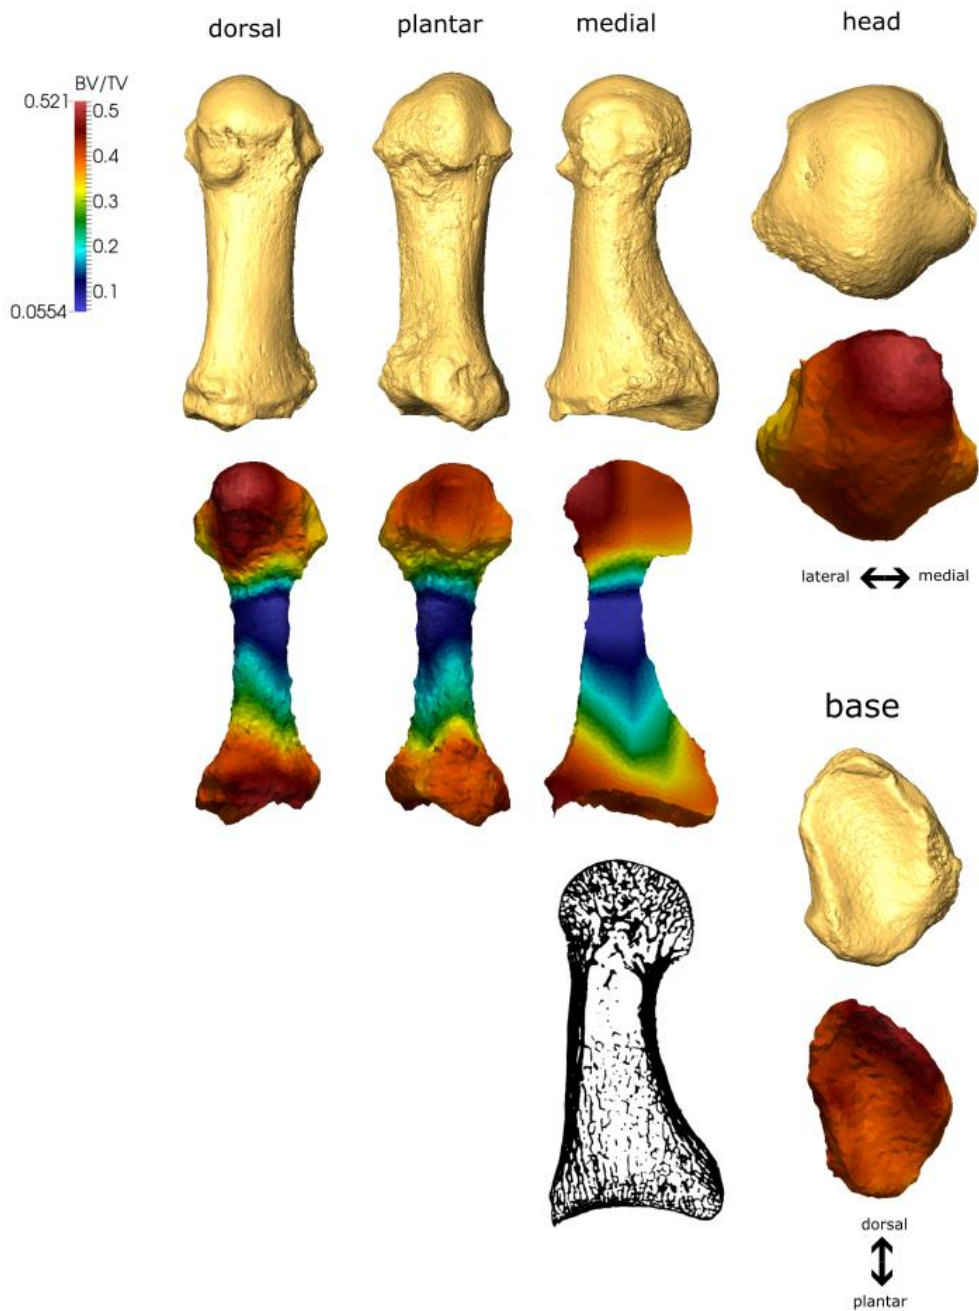 dorsal
plantar
medial
head
BV/TV
0.521
0.5
0.4
0.3
0.2
0.1
0.0554
lateral
medial
base
dorsal
plantar